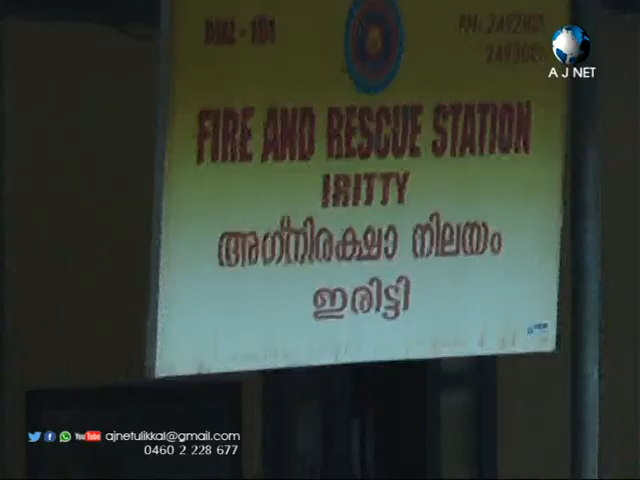 DIAL - 101
A J NET
FIRE AND RESCUE STATION
IRITTY
അഗ്നിരക്ഷാ നിലയം
ഇരിട്ടി
YouTube ajnetulikkal@gmail.com
0460 2 228 677